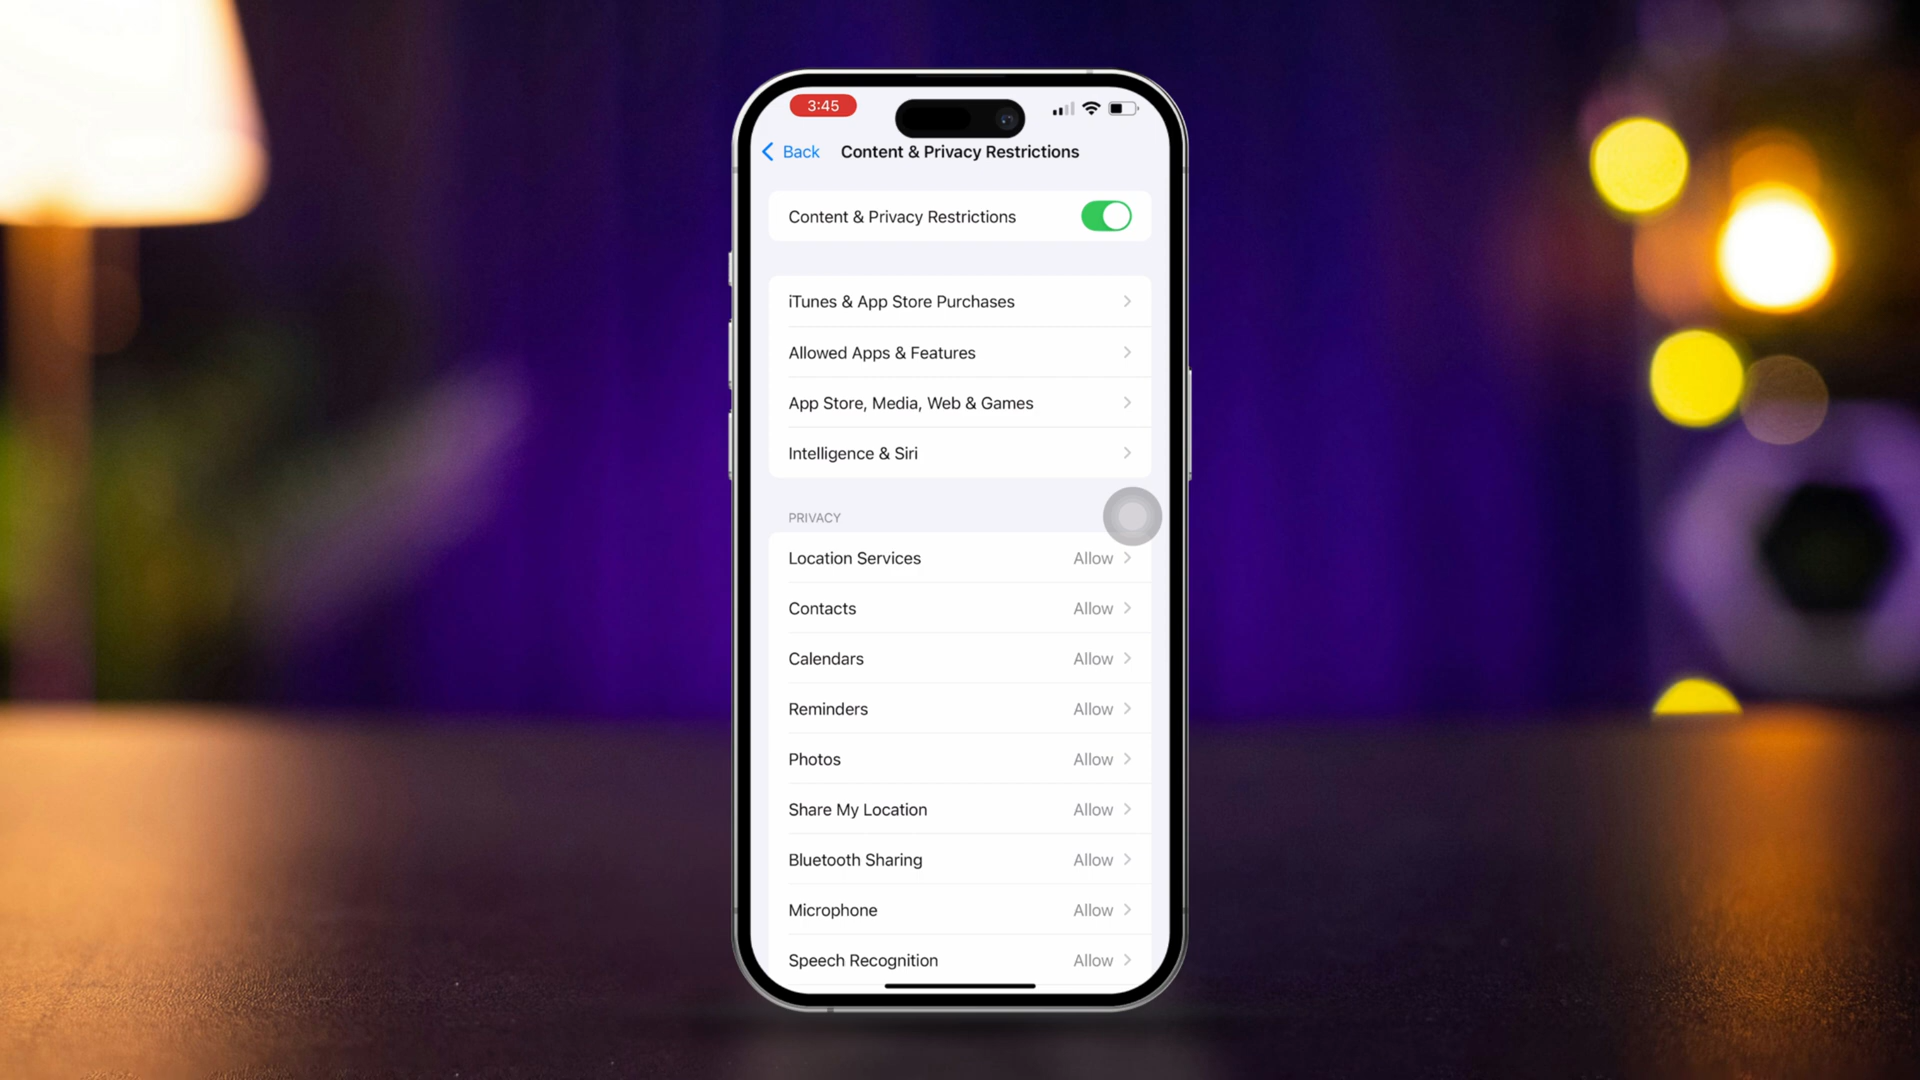 3:45
Back Content & Privacy Restrictions
Content & Privacy Restrictions
iTunes & App Store Purchases
Allowed Apps & Features
App Store, Media, Web & Games
Intelligence & Siri
PRIVACY
Location Services Allow
Contacts Allow
Calendars Allow
Reminders Allow
Photos Allow
Share My Location Allow
Bluetooth Sharing Allow
Microphone Allow
Speech Recognition Allow